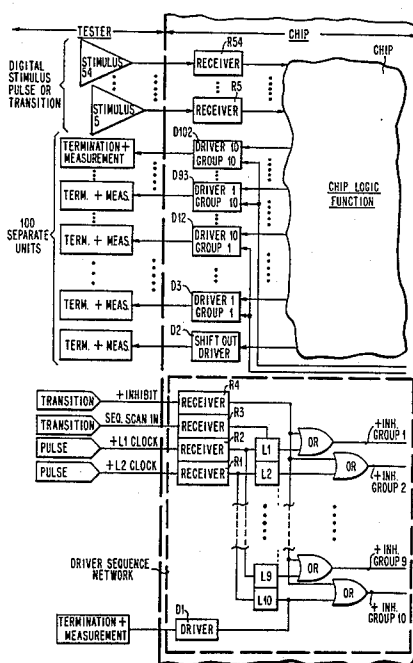 TESTER CHIP
DIGITAL STIMULUS PULSE OR TRANSITION
STIMULUS 54
R54
RECEIVER
CHIP
STIMULUS 5
R5
RECEIVER
D102
TERMINATION + MEASUREMENT
DRIVER 10 GROUP 10
D93
TERM. + MEAS.
DRIVER 1 GROUP 10
CHIP LOGIC FUNCTION
D12
100 SEPARATE UNITS
TERM. + MEAS.
DRIVER 10 GROUP 1
D3
TERM. + MEAS.
DRIVER 1 GROUP 1
D2
TERM. + MEAS.
SHIFT OUT DRIVER
TRANSITION
+INHIBIT
R4
RECEIVER
TRANSITION
SEQ. SCAN IN
R3
RECEIVER
PULSE
+L1 CLOCK
R2
RECEIVER
L1
OR
+INH. GROUP 1
PULSE
+L2 CLOCK
R1
RECEIVER
L2
OR
+INH. GROUP 2
DRIVER SEQUENCE NETWORK
L9
OR
+INH. GROUP 9
L10
OR
+INH. GROUP 10
TERMINATION + MEASUREMENT
D1
DRIVER